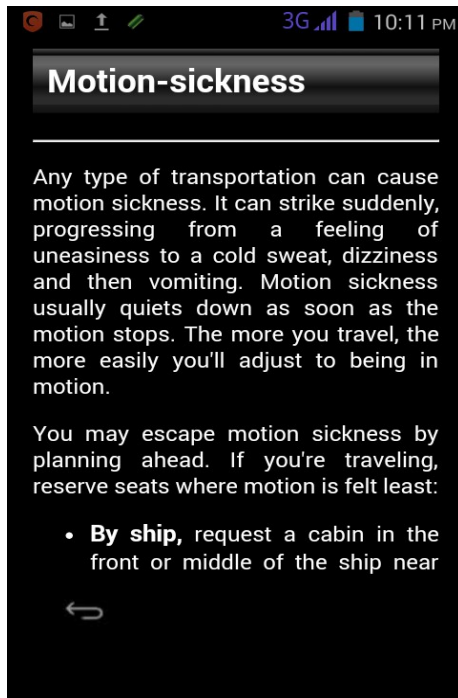 3G 10:11 PM
Motion-sickness
Any type of transportation can cause
motion sickness. It can strike suddenly,
progressing from a feeling of
uneasiness to a cold sweat, dizziness
and then vomiting. Motion sickness
usually quiets down as soon as the
motion stops. The more you travel, the
more easily you'll adjust to being in
motion.
You may escape motion sickness by
planning ahead. If you're traveling,
reserve seats where motion is felt least:
• By ship, request a cabin in the
front or middle of the ship near